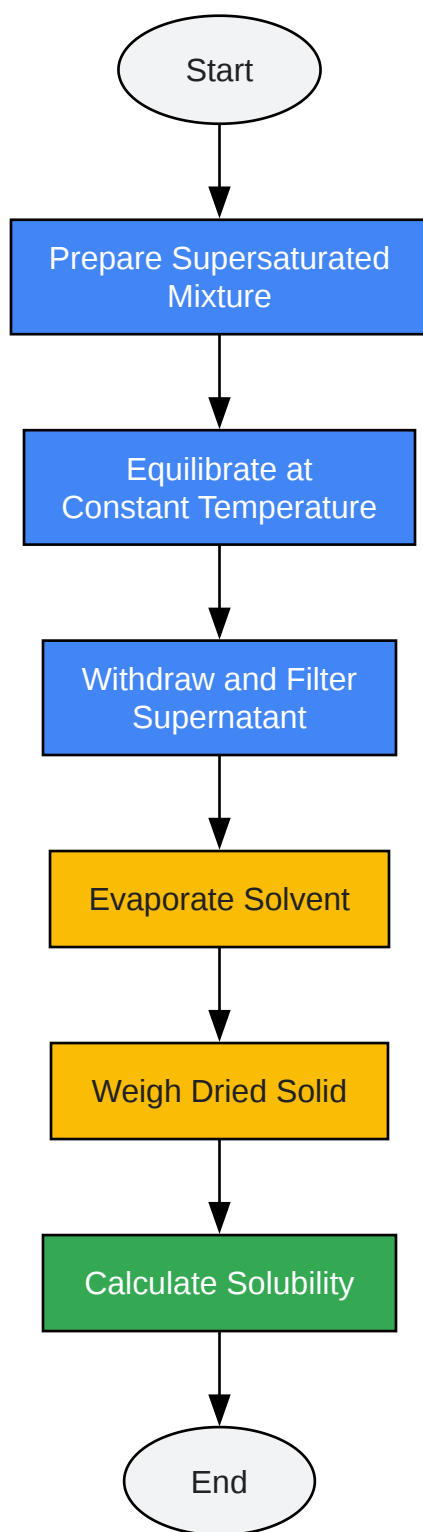 Start
Prepare Supersaturated
Mixture
Equilibrate at
Constant Temperature
Withdraw and Filter
Supernatant
Evaporate Solvent
Weigh Dried Solid
Calculate Solubility
End